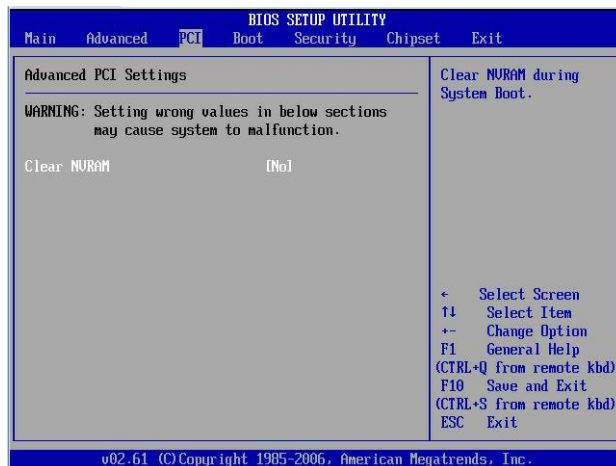 BIOS SETUP UTILITY
Main Advanced PCI Boot Security Chipset Exit
Advanced PCI Settings
WARNING: Setting wrong values in below sections
may cause system to malfunction.
Clear NVRAM [No]
Clear NVRAM during
System Boot.
← Select Screen
↑↓ Select Item
+- Change Option
F1 General Help
(CTRL+Q from remote kbd)
F10 Save and Exit
(CTRL+S from remote kbd)
ESC Exit
v02.61 (C)Copyright 1985-2006, American Megatrends, Inc.